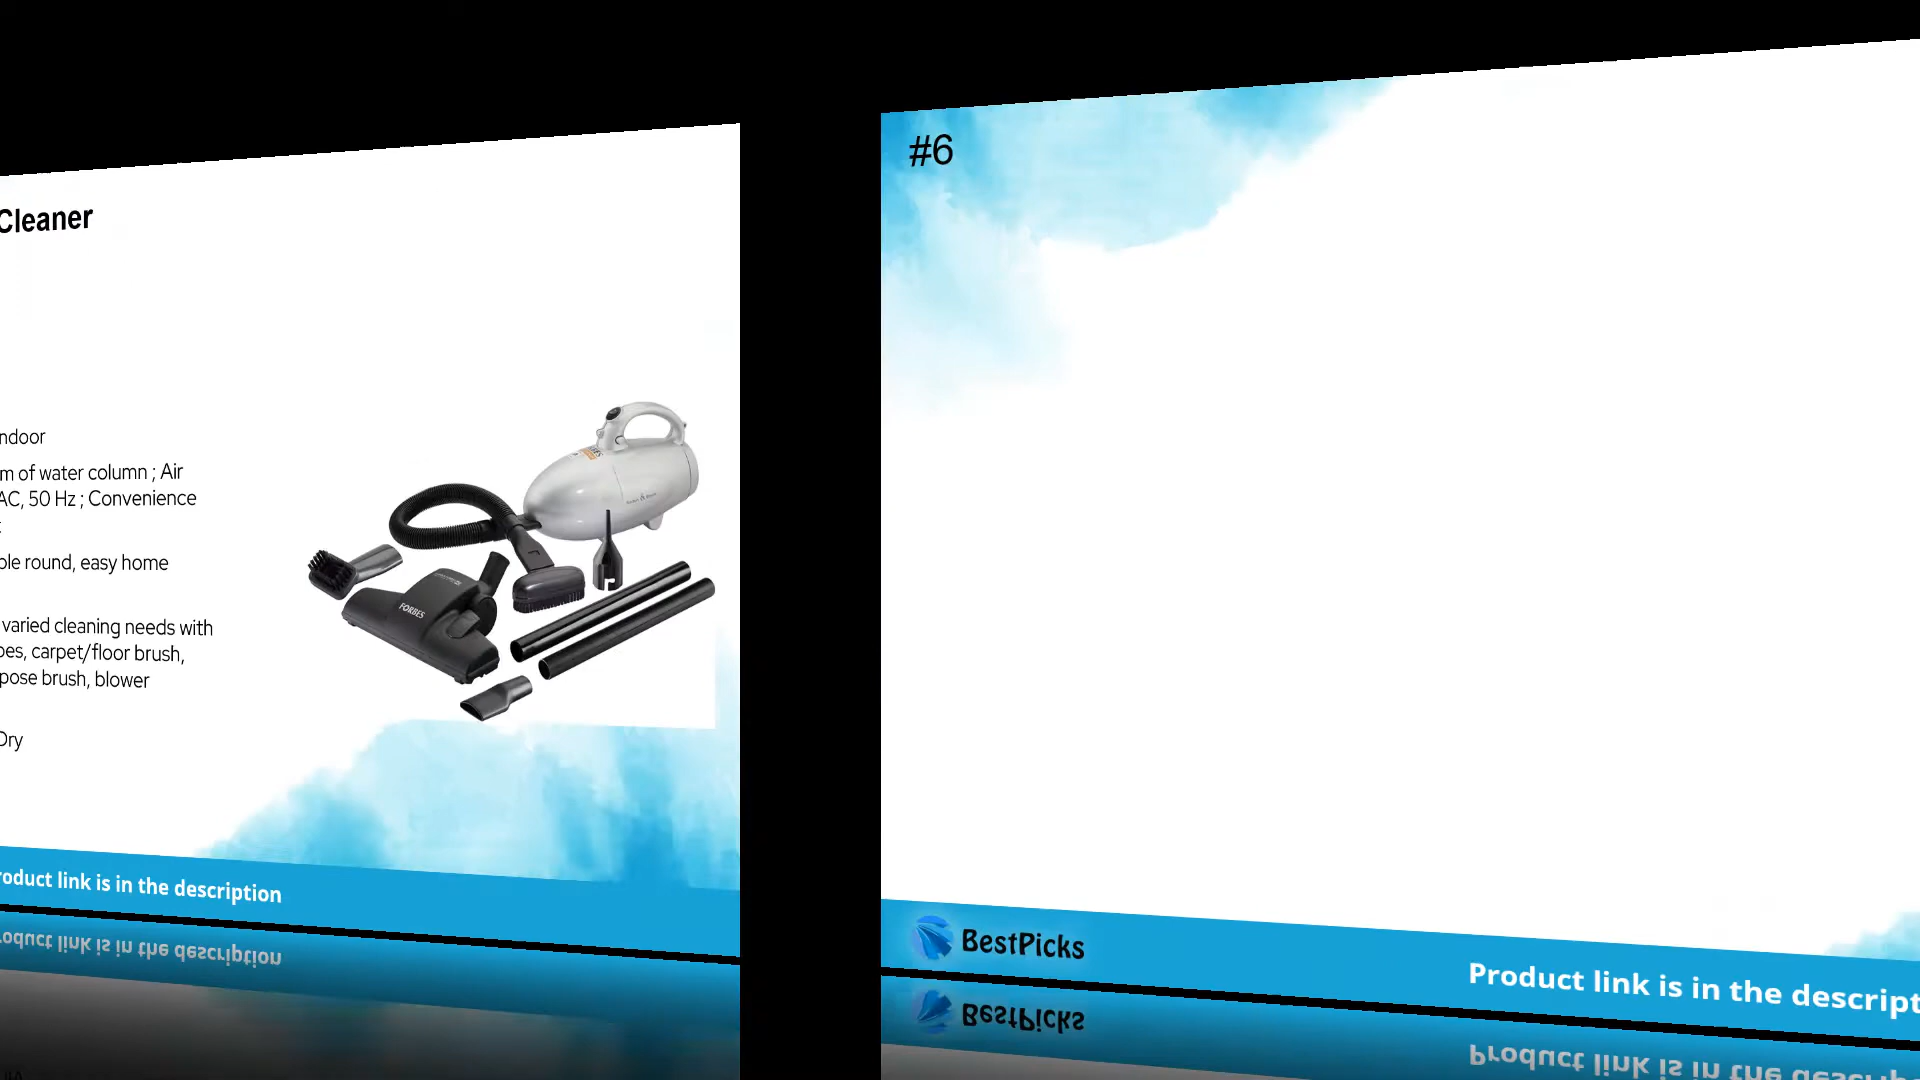 Cleaner
ndoor
m of water column ; Air
AC, 50 Hz ; Convenience
ple round, easy home
varied cleaning needs with
pes, carpet/floor brush,
pose brush, blower
Dry
FORBES
roduct link is in the description
#6
BestPicks
Product link is in the descript